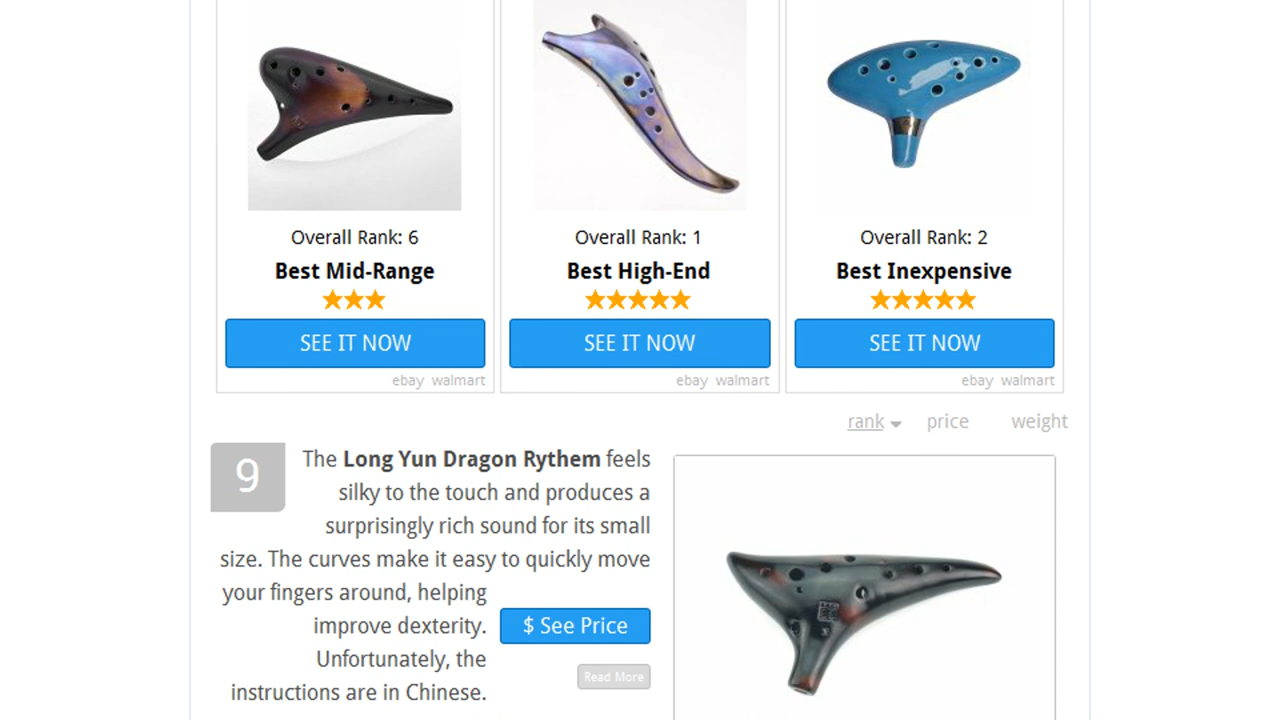 Overall Rank: 6
Best Mid-Range
SEE IT NOW
ebay walmart
Overall Rank: 1
Best High-End
SEE IT NOW
ebay walmart
Overall Rank: 2
Best Inexpensive
SEE IT NOW
ebay walmart
rank price weight
9
The Long Yun Dragon Rythem feels
silky to the touch and produces a
surprisingly rich sound for its small
size. The curves make it easy to quickly move
your fingers around, helping
improve dexterity.
Unfortunately, the
instructions are in Chinese.
$ See Price
Read More